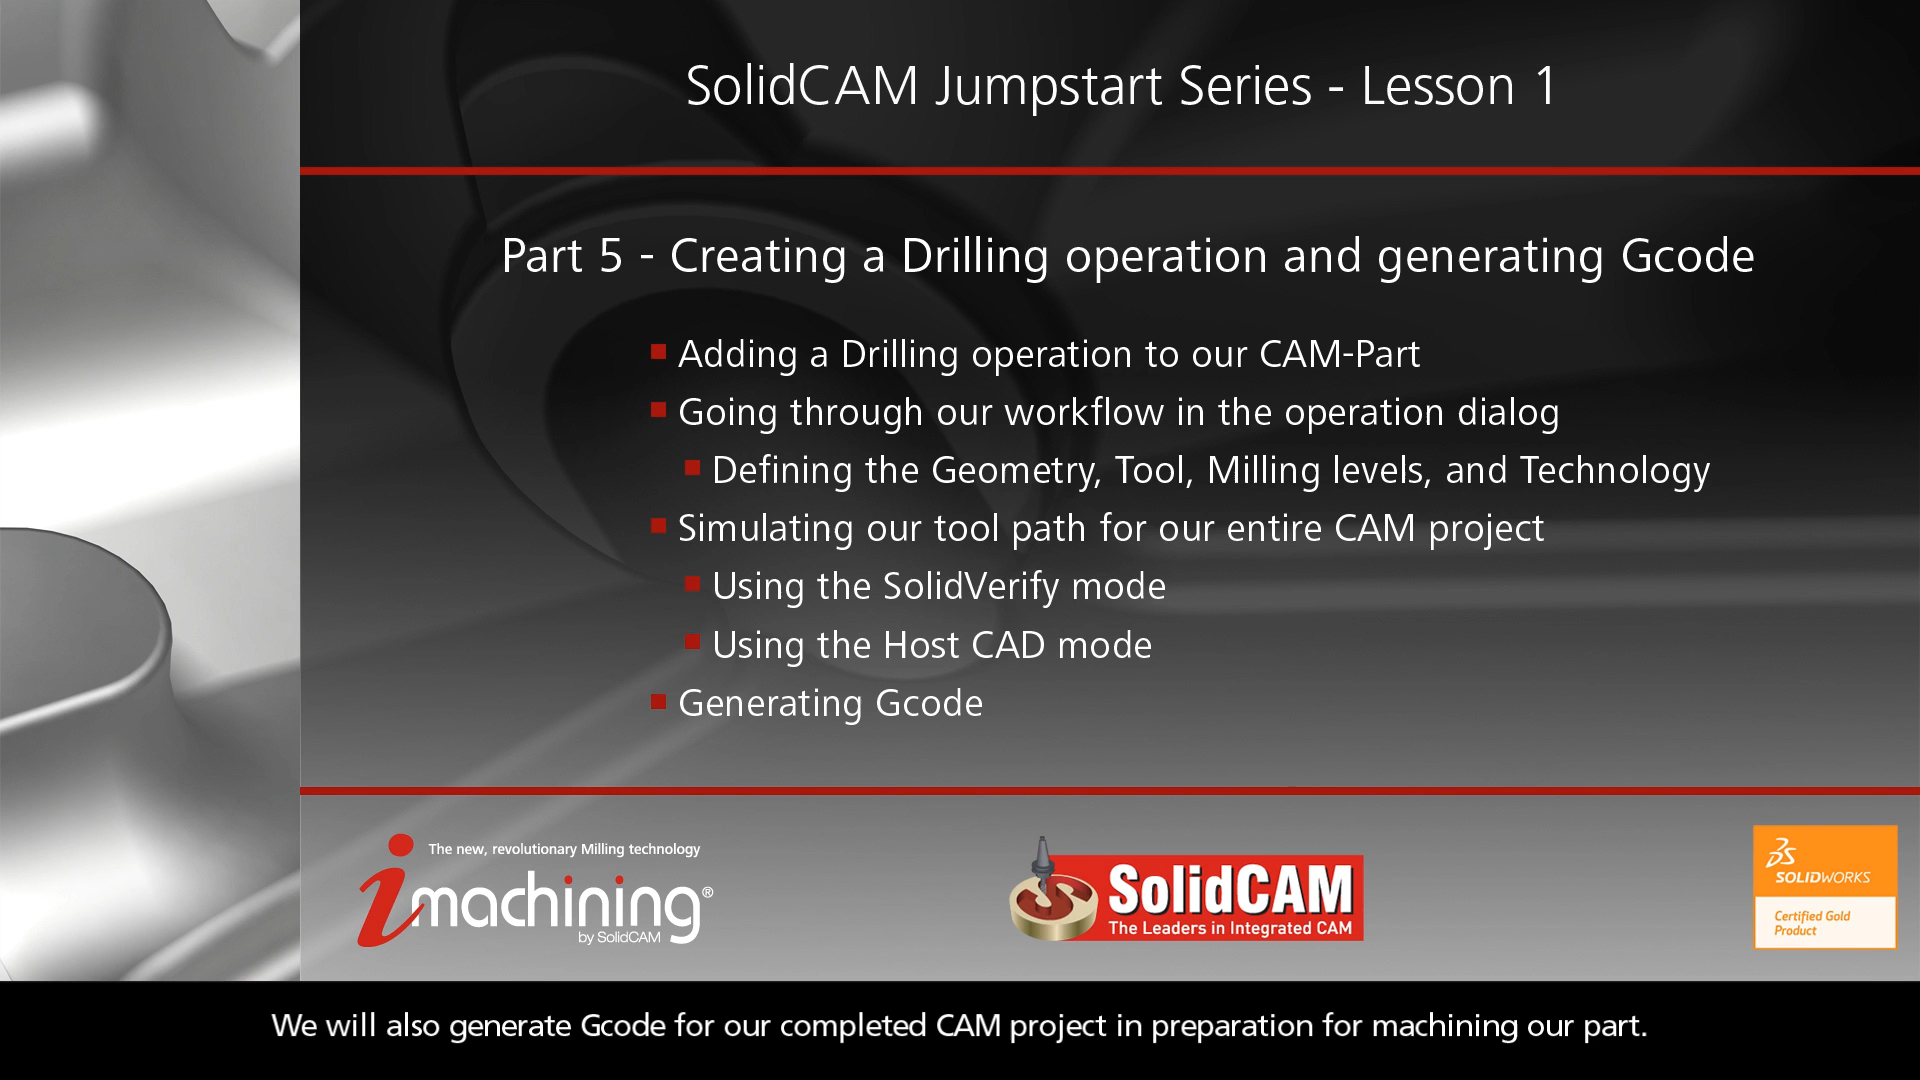 SolidCAM Jumpstart Series - Lesson 1
Part 5 - Creating a Drilling operation and generating Gcode
Adding a Drilling operation to our CAM-Part
Going through our workflow in the operation dialog
Defining the Geometry, Tool, Milling levels, and Technology
Simulating our tool path for our entire CAM project
Using the SolidVerify mode
Using the Host CAD mode
Generating Gcode
The new, revolutionary Milling technology
imachining®
by SolidCAM
SolidCAM
The Leaders in Integrated CAM
SOLIDWORKS
Certified Gold
Product
We will also generate Gcode for our completed CAM project in preparation for machining our part.